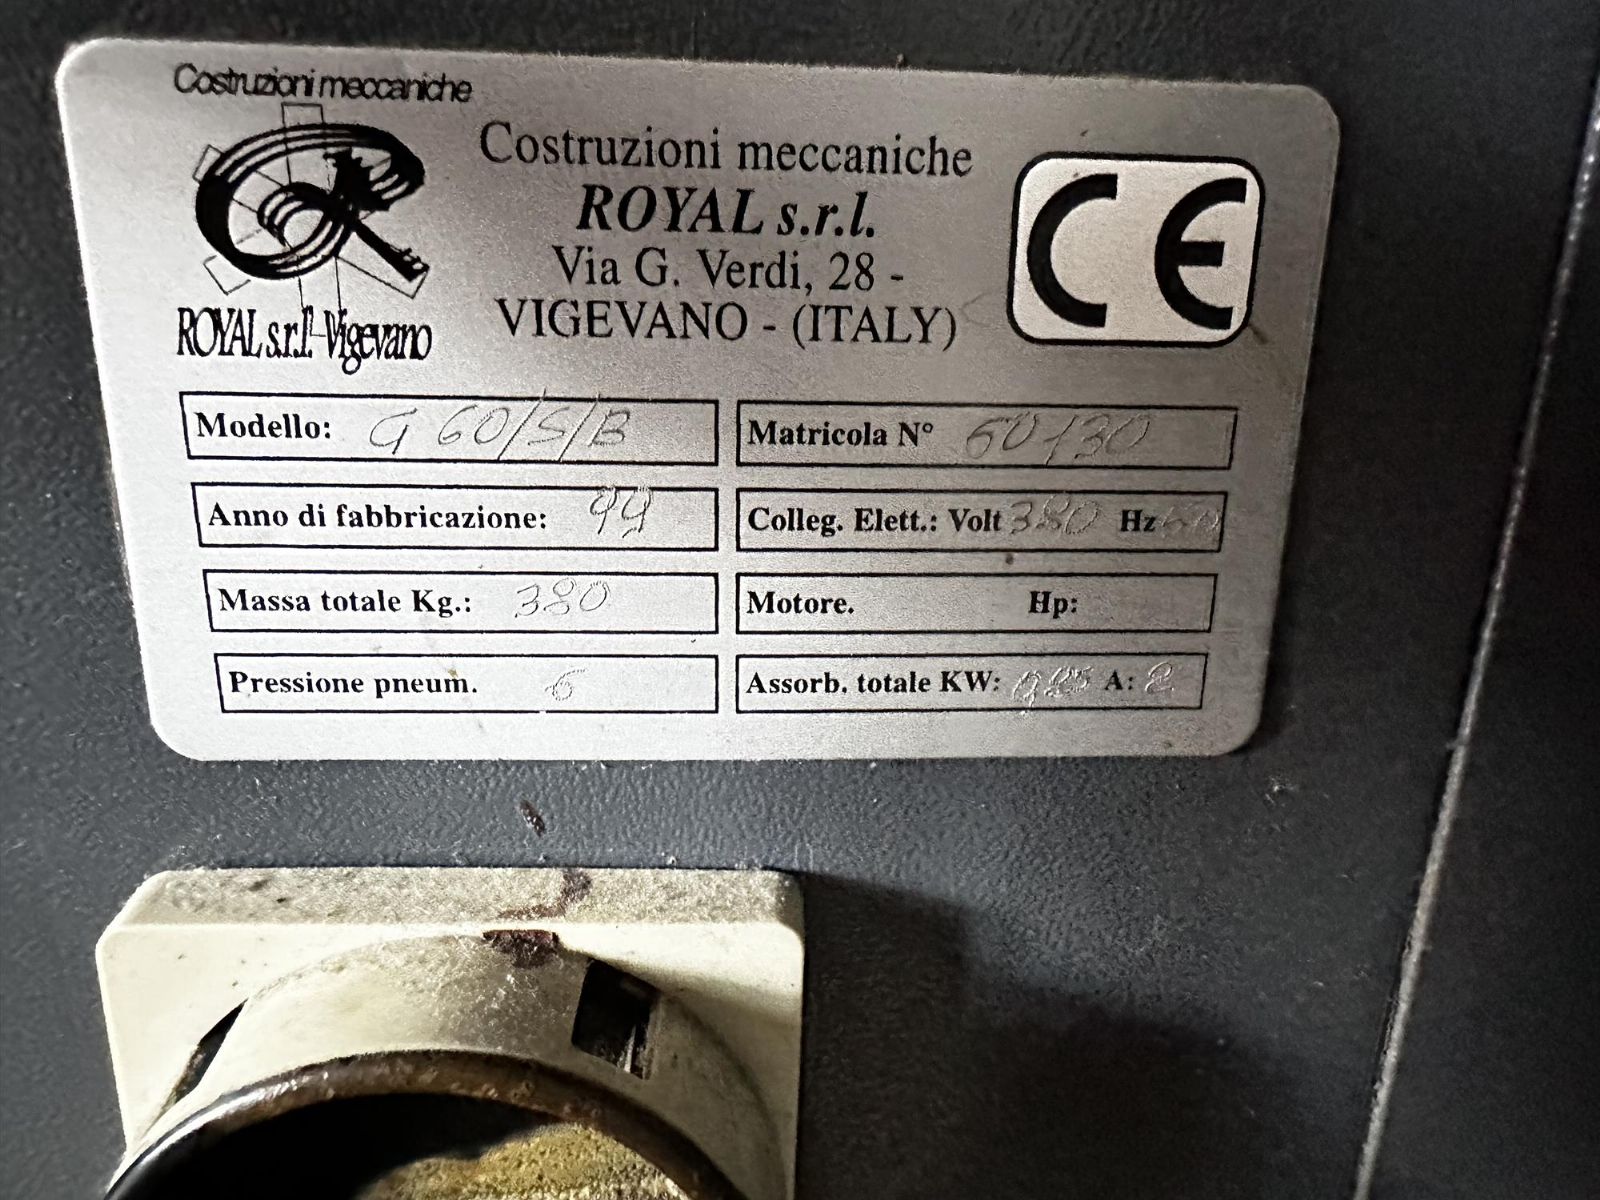 Costruzioni meccaniche
ROYAL s.r.l. Vigevano
Costruzioni meccaniche
ROYAL s.r.l.
Via G. Verdi, 28 -
VIGEVANO - (ITALY)
CE
Modello: G 60/S/B
Matricola N° 60130
Anno di fabbricazione: 99
Colleg. Elett.: Volt 380 Hz 50
Massa totale Kg.: 380
Motore. Hp:
Pressione pneum. 6
Assorb. totale KW: A: 2